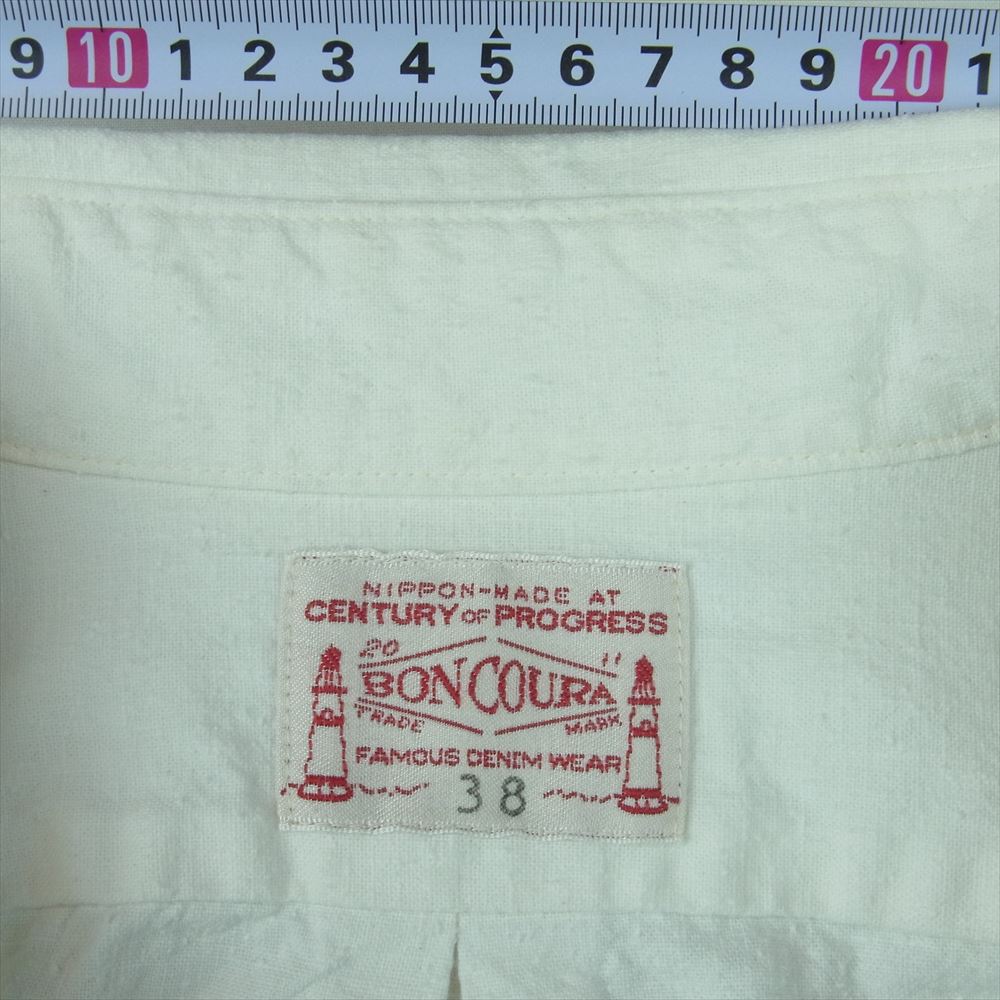 9 10 1 2 3 4 5 6 7 8 9 20 1
NIPPON-MADE AT
CENTURY OF PROGRESS
20 11
BONCOURA
TRADE MARK
FAMOUS DENIM WEAR
38